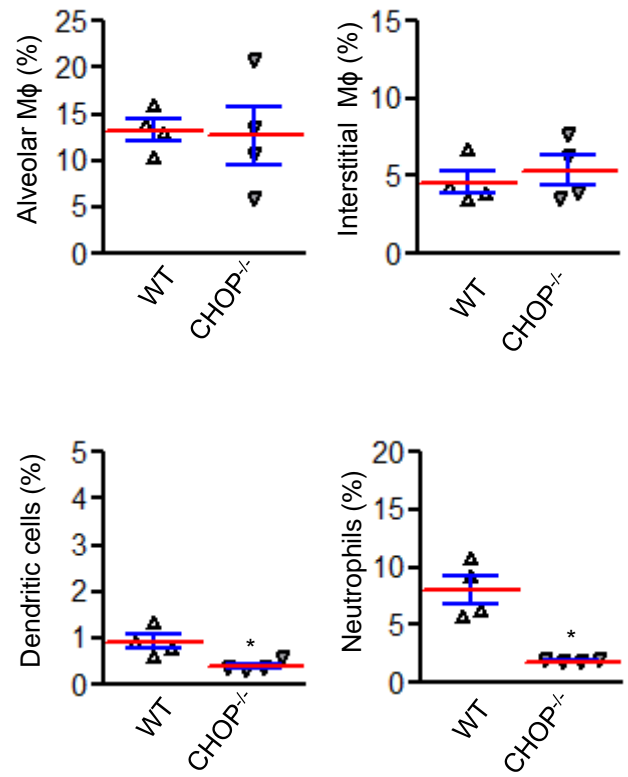 Alveolar Mϕ (%)
25
20
15
10
5
0
WT
CHOP-/-
Interstitial Mϕ (%)
15
10
5
0
WT
CHOP-/-
Dendritic cells (%)
5
4
3
2
1
0
*
WT
CHOP-/-
Neutrophils (%)
20
15
10
5
0
*
WT
CHOP-/-